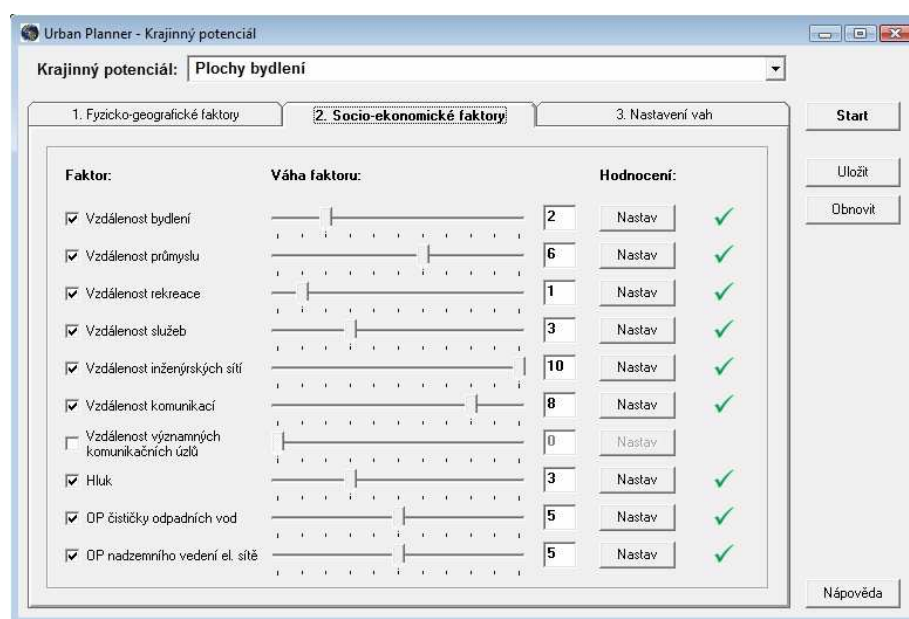 Urban Planner - Krajinný potenciál
Krajinný potenciál: Plochy bydlení
1. Fyzicko-geografické faktory 2. Socio-ekonomické faktory 3. Nastavení vah
Start
Uložit
Obnovit
Faktor: Váha faktoru: Hodnocení:
Vzdálenost bydlení 2 Nastav
Vzdálenost průmyslu 6 Nastav
Vzdálenost rekreace 1 Nastav
Vzdálenost služeb 3 Nastav
Vzdálenost inženýrských sítí 10 Nastav
Vzdálenost komunikací 8 Nastav
Vzdálenost významných
komunikačních úzlů 0 Nastav
Hluk 3 Nastav
OP čističky odpadních vod 5 Nastav
OP nadzemního vedení el. sítě 5 Nastav
Nápověda